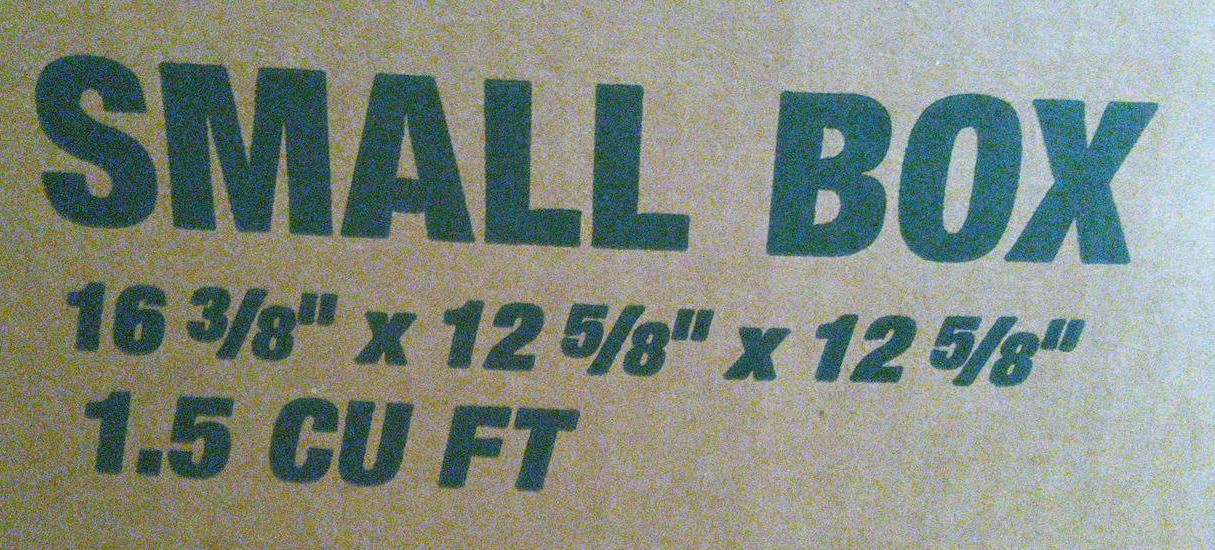 SMALL BOX
16 3/8" x 12 5/8" x 12 5/8"
1.5 CU FT